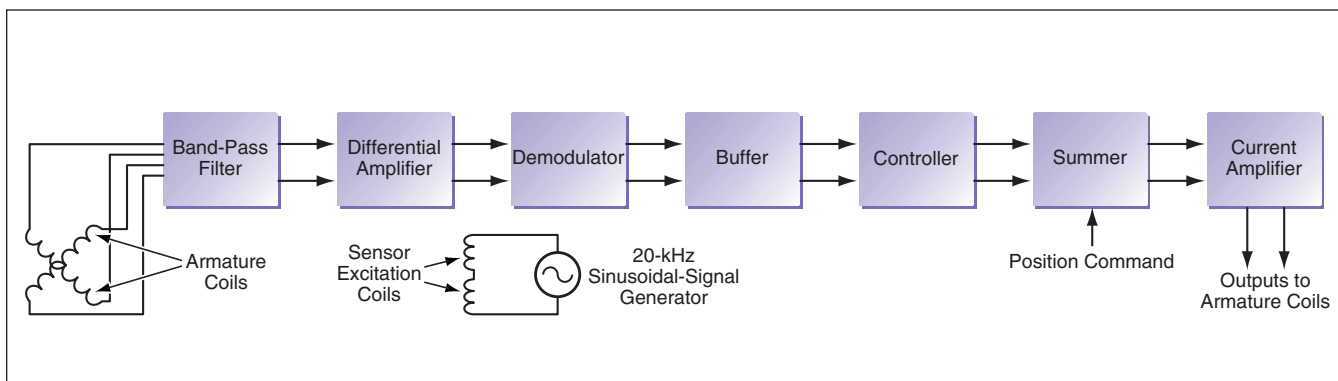 Band-Pass
Filter
Differential
Amplifier
Demodulator
Buffer
Controller
Summer
Current
Amplifier
Armature
Coils
Sensor
Excitation
Coils
20-kHz
Sinusoidal-Signal
Generator
Position Command
Outputs to
Armature Coils